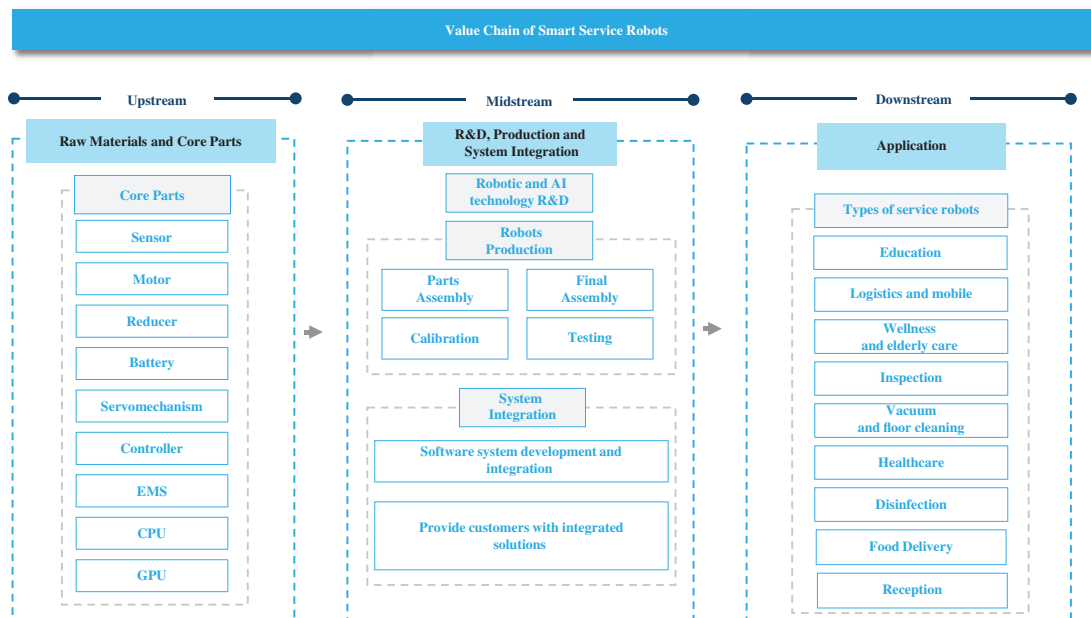 Value Chain of Smart Service Robots
Upstream
Midstream
Downstream
Raw Materials and Core Parts
Core Parts
Sensor
Motor
Reducer
Battery
Servomechanism
Controller
EMS
CPU
GPU
R&D, Production and
System Integration
Robotic and AI
technology R&D
Robots
Production
Parts
Assembly
Final
Assembly
Calibration
Testing
System
Integration
Software system development and
integration
Provide customers with integrated
solutions
Application
Types of service robots
Education
Logistics and mobile
Wellness
and elderly care
Inspection
Vacuum
and floor cleaning
Healthcare
Disinfection
Food Delivery
Reception